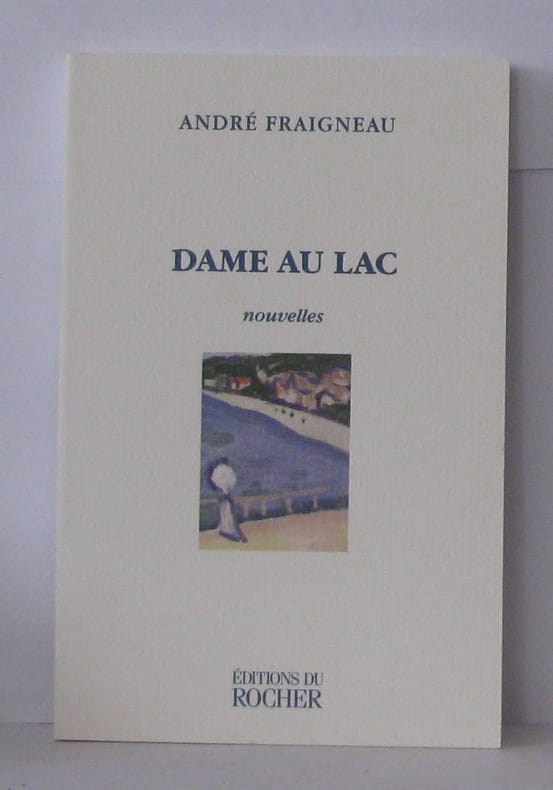 ANDRÉ FRAIGNEAU
DAME AU LAC
nouvelles
ÉDITIONS DU
ROCHER